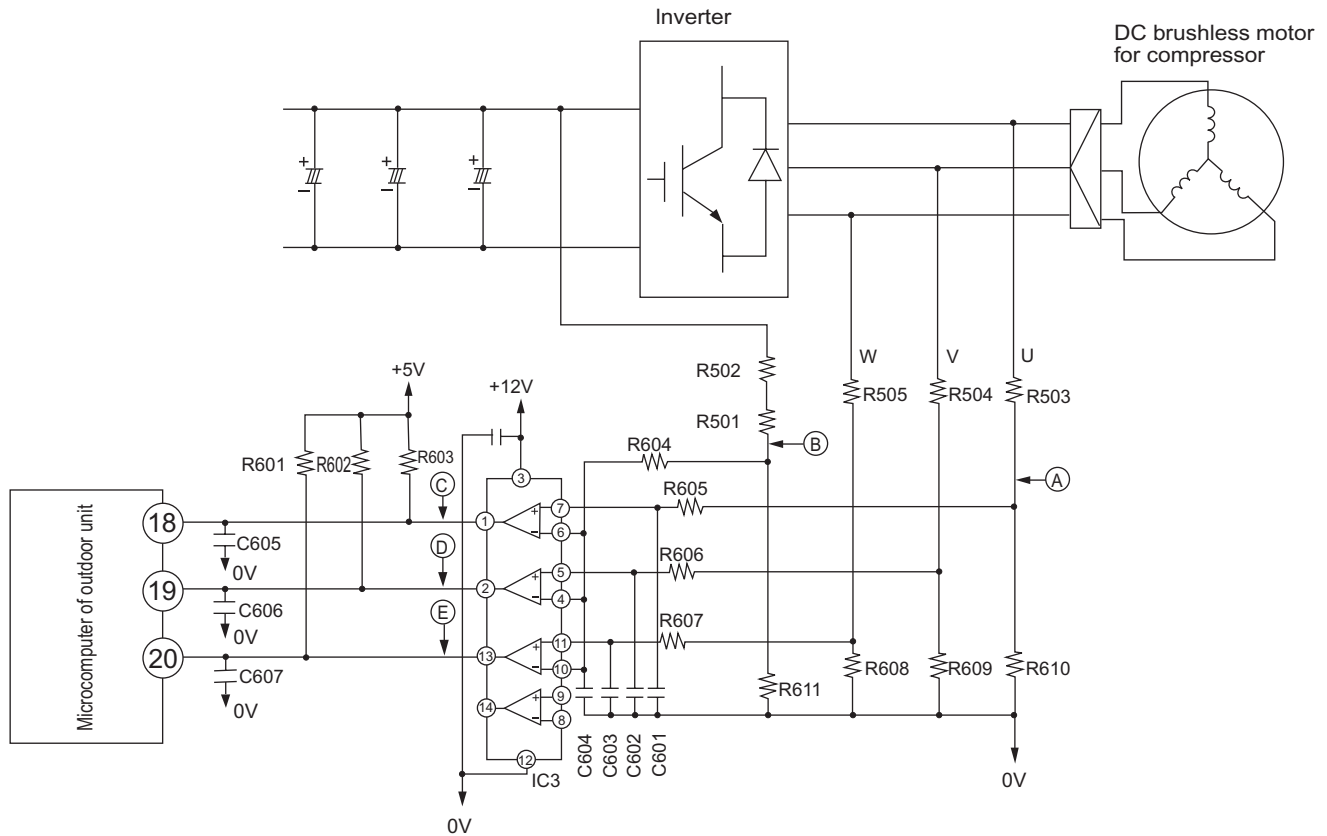 Inverter
DC brushless motor
for compressor
+
−
+
−
+
−
W
V
U
R502
R505
R504
R503
+5V
+12V
R501
B
R604
A
R601
R602
R603
C
3
R605
7
18
1
+
−
6
C605
0V
D
R606
5
19
2
+
−
4
C606
0V
E
R607
11
20
13
+
−
10
C607
0V
R611
R608
R609
R610
9
14
+
−
8
12
IC3
C604
C603
C602
C601
0V
0V
Microcomputer of outdoor unit